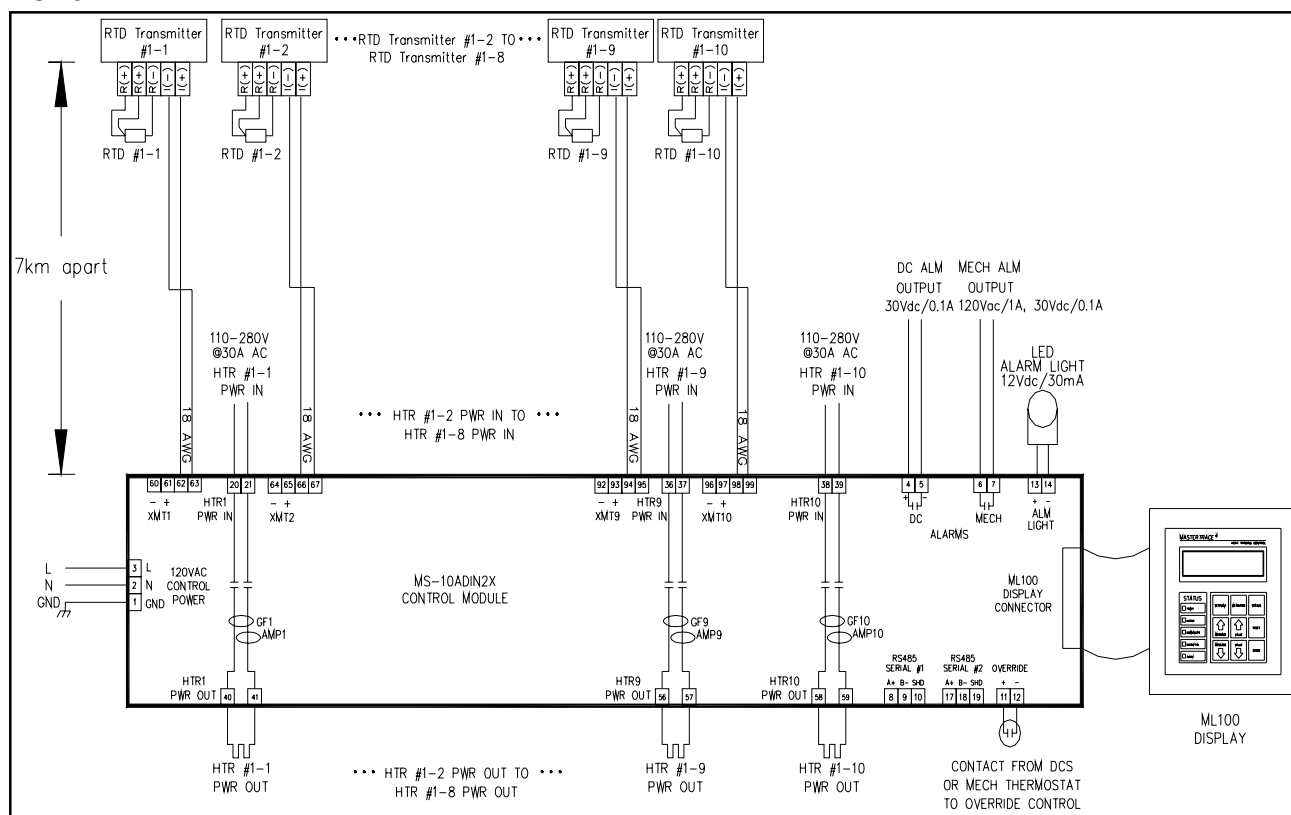 RTD Transmitter
#1-1
R(+) R(+) R(-) I(-) I(+)
RTD #1-1
RTD Transmitter
#1-2
R(+) R(+) R(-) I(-) I(+)
RTD #1-2
•••RTD Transmitter #1-2 TO•••
RTD Transmitter #1-8
RTD Transmitter
#1-9
R(+) R(+) R(-) I(-) I(+)
RTD #1-9
RTD Transmitter
#1-10
R(+) R(+) R(-) I(-) I(+)
RTD #1-10
7km apart
18 AWG
18 AWG
18 AWG
18 AWG
110-280V
@30A AC
HTR #1-1
PWR IN
••• HTR #1-2 PWR IN TO •••
HTR #1-8 PWR IN
110-280V
@30A AC
HTR #1-9
PWR IN
110-280V
@30A AC
HTR #1-10
PWR IN
DC ALM
OUTPUT
30Vdc/0.1A
MECH ALM
OUTPUT
120Vac/1A, 30Vdc/0.1A
LED
ALARM LIGHT
12Vdc/30mA
60 61 62 63
- +
XMT1
20 21
HTR1
PWR IN
64 65 66 67
- +
XMT2
92 93 94 95
- +
XMT9
36 37
HTR9
PWR IN
96 97 98 99
- +
XMT10
38 39
HTR10
PWR IN
4 5
+ -
DC
6 7
MECH
ALARMS
13 14
+ -
ALM
LIGHT
L 3 L
N 2 N
GND 1 GND
120VAC
CONTROL
POWER
MS-10ADIN2X
CONTROL MODULE
ML100
DISPLAY
CONNECTOR
GF1
AMP1
GF9
AMP9
GF10
AMP10
HTR1
PWR OUT
40 41
HTR9
PWR OUT
56 57
HTR10
PWR OUT
58 59
RS485
SERIAL #1
A+ B- SHD
8 9 10
RS485
SERIAL #2
A+ B- SHD
17 18 19
OVERRIDE
+ -
11 12
HTR #1-1
PWR OUT
••• HTR #1-2 PWR OUT TO •••
HTR #1-8 PWR OUT
HTR #1-9
PWR OUT
HTR #1-10
PWR OUT
CONTACT FROM DCS
OR MECH THERMOSTAT
TO OVERRIDE CONTROL
MASTERTRACE
STATUS
ML100
DISPLAY